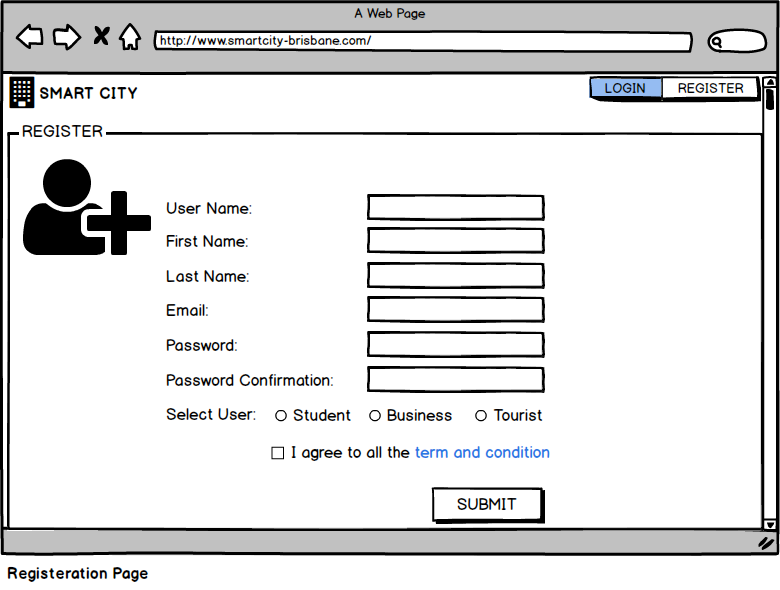 A Web Page
http://www.smartcity-brisbane.com/
SMART CITY
LOGIN REGISTER
REGISTER
User Name:
First Name:
Last Name:
Email:
Password:
Password Confirmation:
Select User: Student Business Tourist
I agree to all the term and condition
SUBMIT
Registeration Page